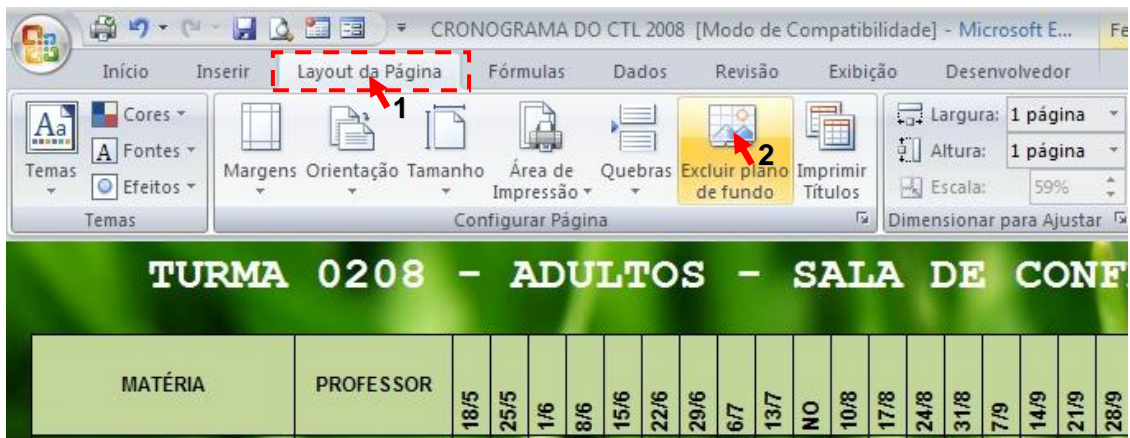 CRONOGRAMA DO CTL 2008 [Modo de Compatibilidade] - Microsoft E... Fe
Início Inserir Layout da Página Fórmulas Dados Revisão Exibição Desenvolvedor
1
Aa Cores
A Fontes
Efeitos
Temas
Temas
Margens Orientação Tamanho Área de Impressão Quebras Excluir plano de fundo Imprimir Títulos
2
Configurar Página
Largura: 1 página
Altura: 1 página
Escala: 59%
Dimensionar para Ajustar
TURMA 0208 - ADULTOS - SALA DE CONF
MATÉRIA PROFESSOR 18/5 25/5 1/6 8/6 15/6 22/6 29/6 6/7 13/7 NO 10/8 17/8 24/8 31/8 7/9 14/9 21/9 28/9